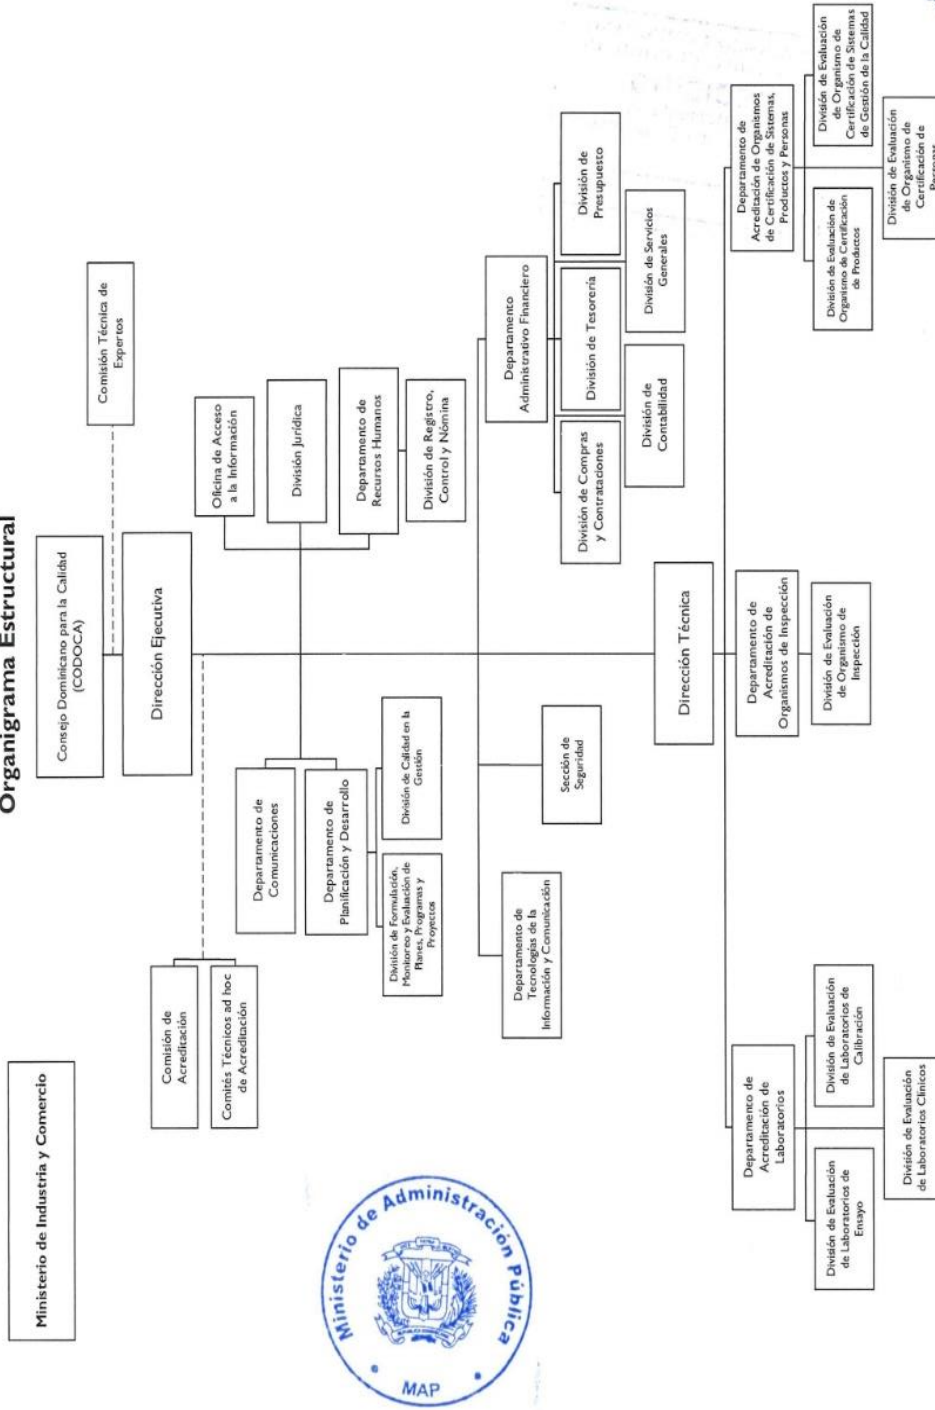 Organigrama Estructural
Ministerio de Industria y Comercio
Consejo Dominicano para la Calidad
(CODOCA)
Comisión Técnica de
Expertos
Dirección Ejecutiva
Comisión de
Acreditación
Comités Técnicos ad hoc
de Acreditación
Oficina de Acceso
a la Información
División Jurídica
Departamento de
Recursos Humanos
División de Registro,
Control y Nómina
Departamento de
Comunicaciones
Departamento de
Planificación y Desarrollo
División de Formulación,
Monitoreo y Evaluación de
Planes, Programas y
Proyectos
División de Calidad en la
Gestión
Departamento de
Tecnologías de la
Información y Comunicación
Sección de
Seguridad
Departamento
Administrativo Financiero
División de Compras
y Contrataciones
División de Tesorería
División de
Presupuesto
División de
Contabilidad
División de Servicios
Generales
Dirección Técnica
Departamento de
Acreditación de
Laboratorios
División de Evaluación
de Laboratorios de
Ensayo
División de Evaluación
de Laboratorios de
Calibración
División de Evaluación
de Laboratorios Clínicos
Departamento de
Acreditación de
Organismos de Inspección
División de Evaluación
de Organismo de
Inspección
Departamento de
Acreditación de Organismos
de Certificación de Sistemas,
Productos y Personas
División de Evaluación de
Organismo de Certificación
de Productos
División de Evaluación
de Organismo de
Certificación de Sistemas
de Gestión de la Calidad
División de Evaluación
de Organismo de
Certificación de
Personas
Ministerio de Administración Pública
MAP